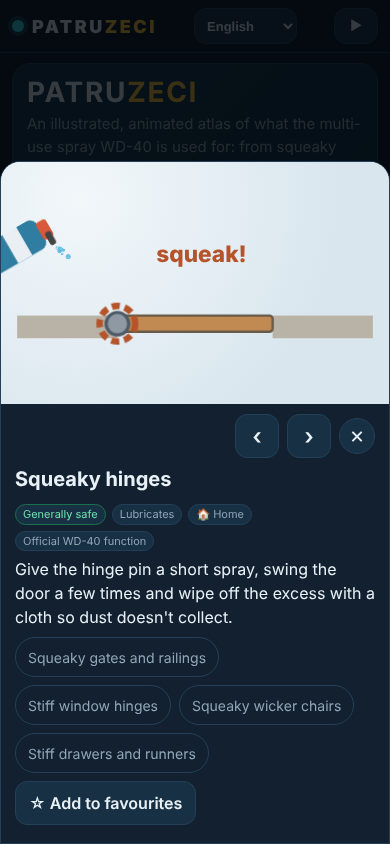 PATRUZECI
English
PATRUZECI
An illustrated, animated atlas of what the multi-
use spray WD-40 is used for: from squeaky
squeak!
Squeaky hinges
Generally safe
Lubricates
🏠 Home
Official WD-40 function
Give the hinge pin a short spray, swing the
door a few times and wipe off the excess with a
cloth so dust doesn't collect.
Squeaky gates and railings
Stiff window hinges
Squeaky wicker chairs
Stiff drawers and runners
☆ Add to favourites